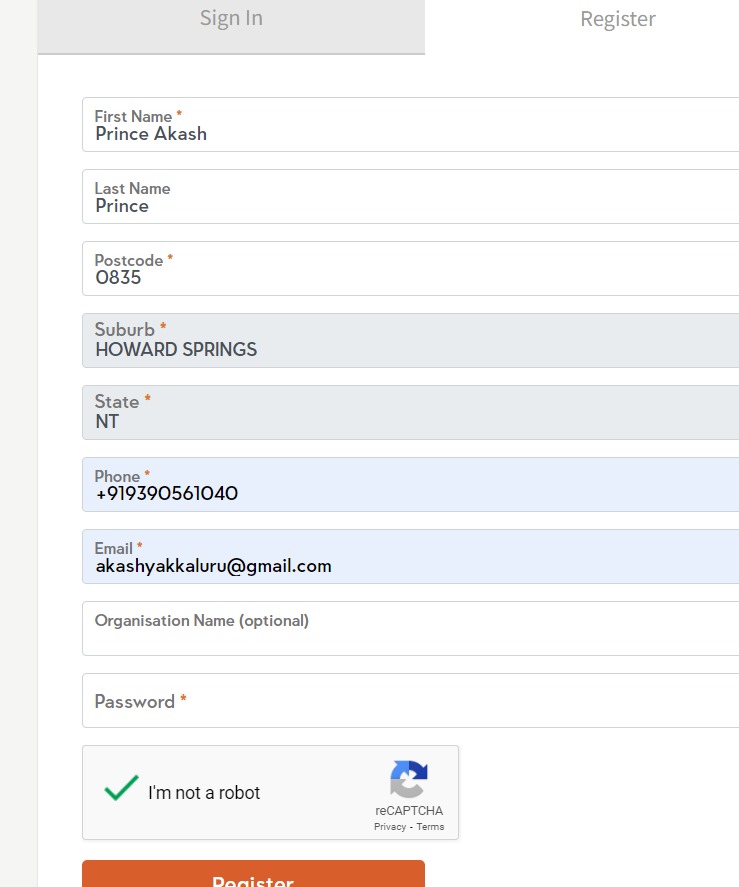 Sign In
Register
First Name *
Prince Akash
Last Name
Prince
Postcode *
0835
Suburb *
HOWARD SPRINGS
State *
NT
Phone *
+919390561040
Email *
akashyakkaluru@gmail.com
Organisation Name (optional)
Password *
I'm not a robot
reCAPTCHA
Privacy - Terms
Register